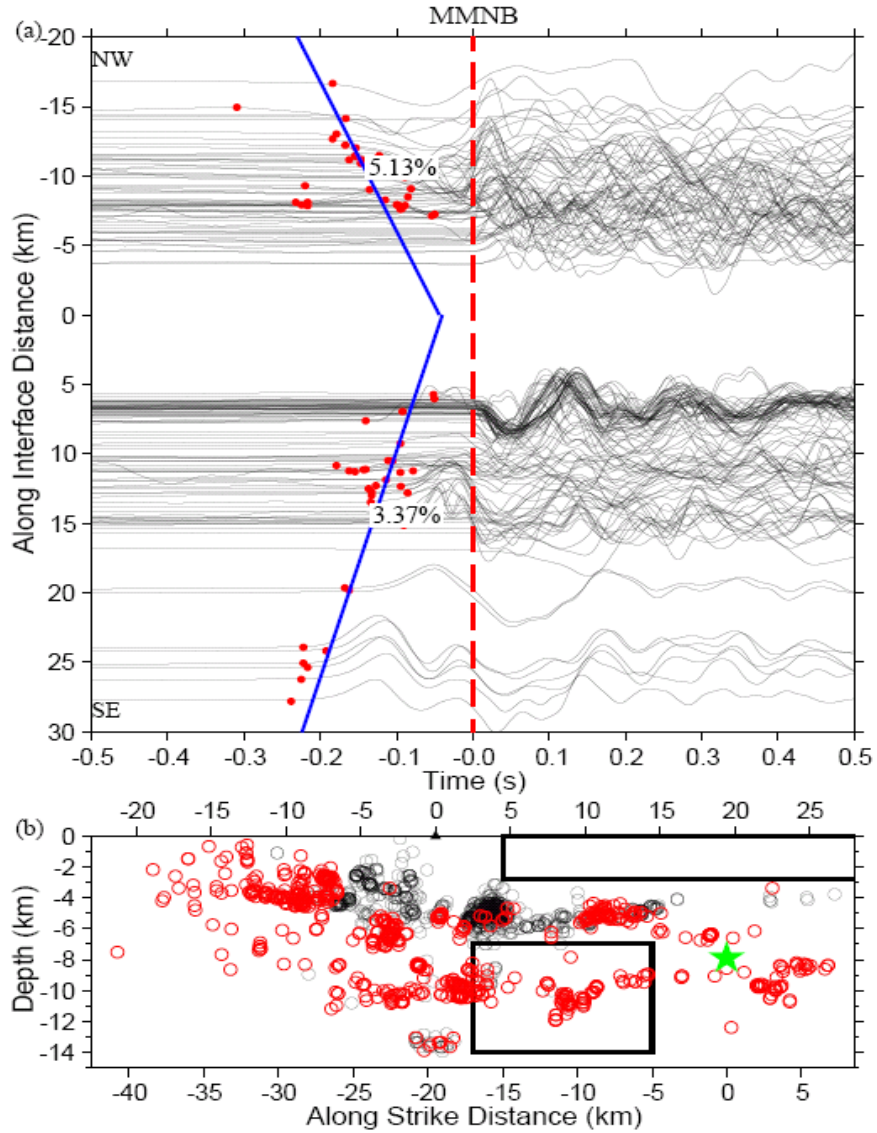 MMNB
(a)
-20
NW
-15
-10
-5
0
5
10
15
20
25
30
SE
5.13%
3.37%
Along Interface Distance (km)
-0.5 -0.4 -0.3 -0.2 -0.1 -0.0 0.1 0.2 0.3 0.4 0.5
Time (s)
(b)
-20 -15 -10 -5 0 5 10 15 20 25
0
-2
-4
-6
-8
-10
-12
-14
Depth (km)
-40 -35 -30 -25 -20 -15 -10 -5 0 5
Along Strike Distance (km)